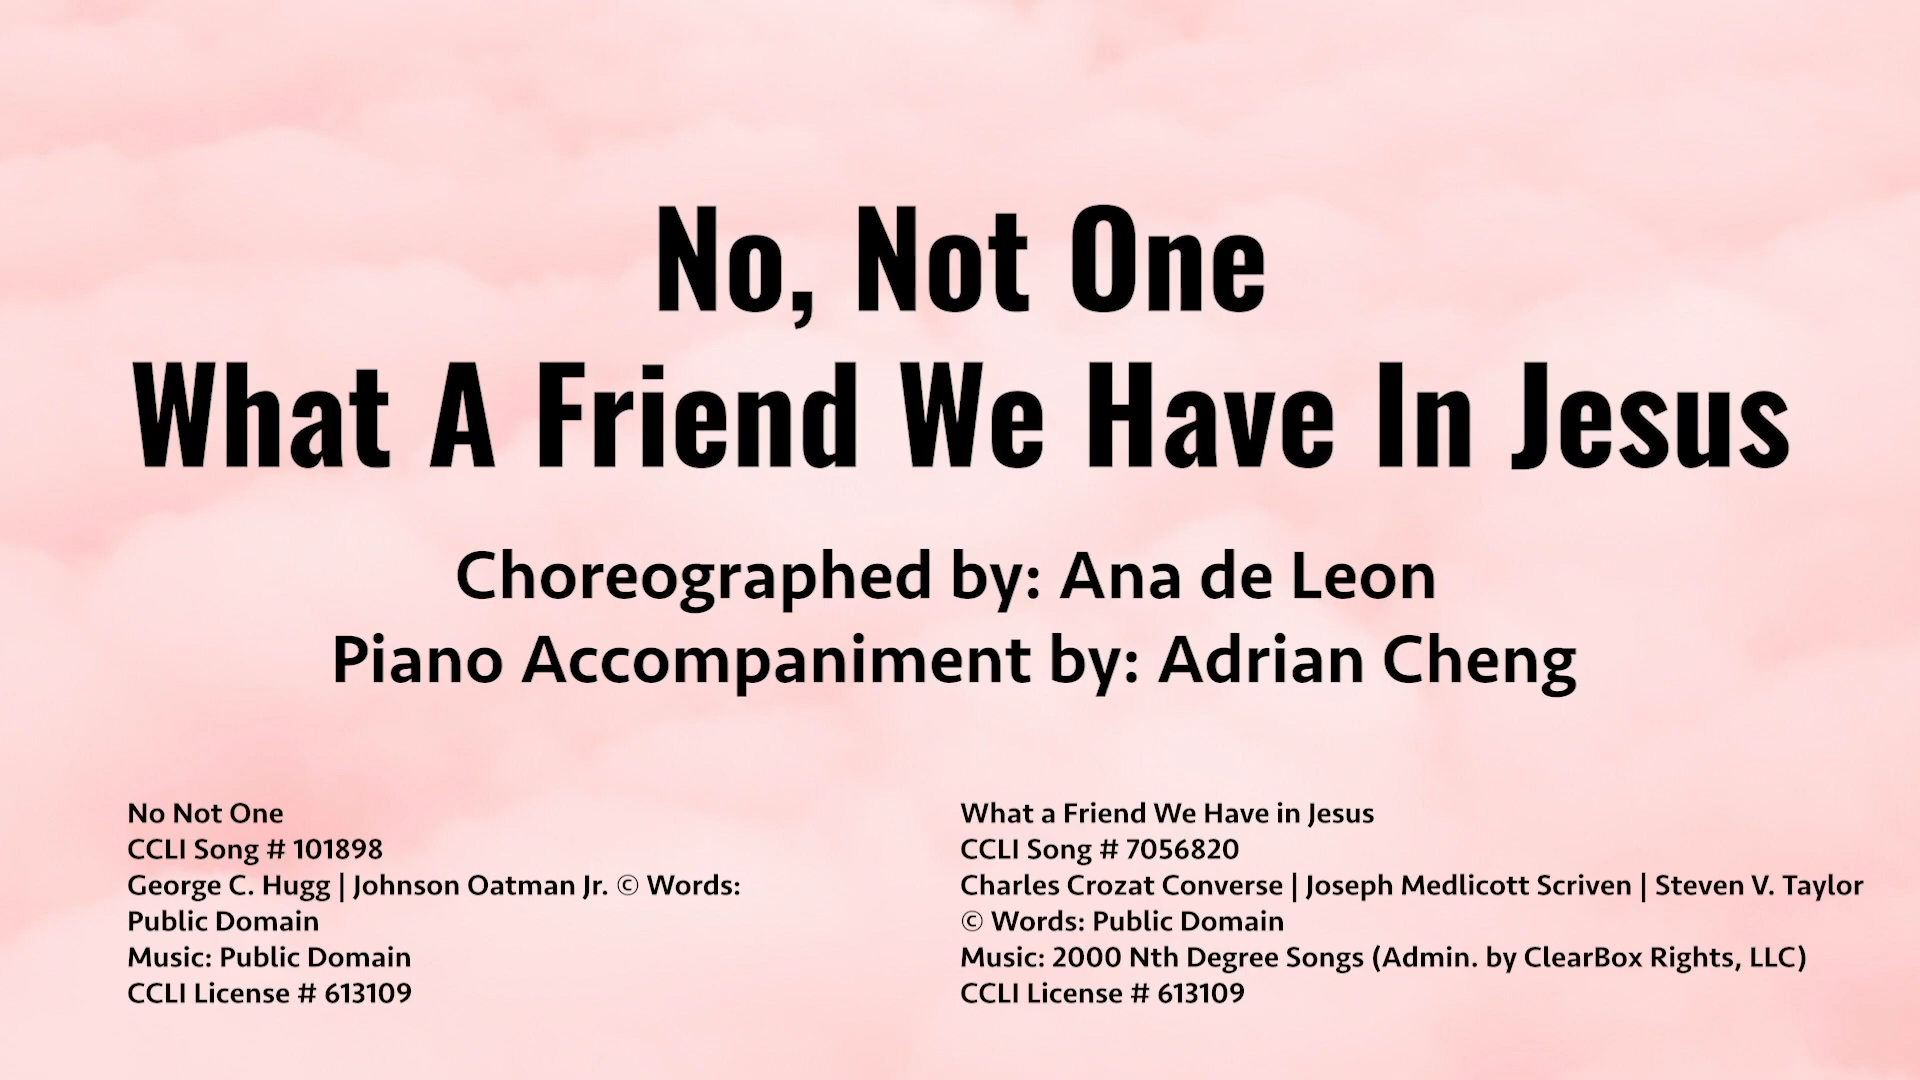 No, Not One
What A Friend We Have In Jesus
Choreographed by: Ana de Leon
Piano Accompaniment by: Adrian Cheng
No Not One
CCLI Song # 101898
George C. Hugg | Johnson Oatman Jr. © Words:
Public Domain
Music: Public Domain
CCLI License # 613109
What a Friend We Have in Jesus
CCLI Song # 7056820
Charles Crozat Converse | Joseph Medlicott Scriven | Steven V. Taylor
© Words: Public Domain
Music: 2000 Nth Degree Songs (Admin. by ClearBox Rights, LLC)
CCLI License # 613109